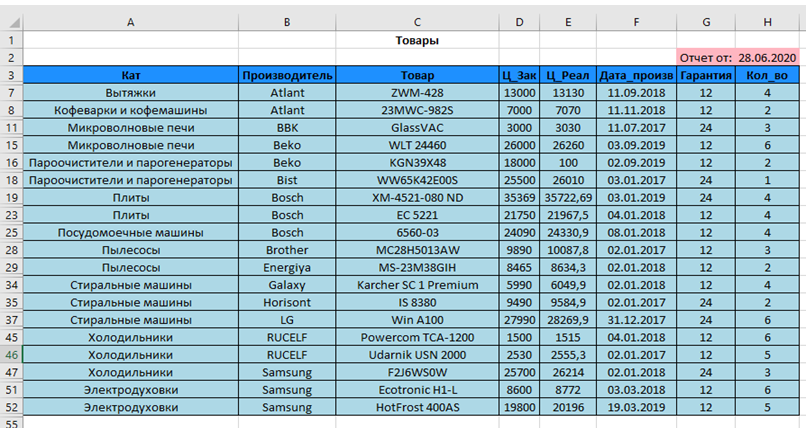 A B C D E F G H
1 Товары
2 Отчет от: 28.06.2020
3 Кат Производитель Товар Ц_Зак Ц_Реал Дата_произв Гарантия Кол_во
7 Вытяжки Atlant ZWM-428 13000 13130 11.09.2018 12 4
8 Кофеварки и кофемашины Atlant 23MWC-982S 7000 7070 11.11.2018 12 2
11 Микроволновые печи BBK GlassVAC 3000 3030 11.07.2017 24 3
15 Микроволновые печи Beko WLT 24460 26000 26260 03.09.2019 12 6
16 Пароочистители и парогенераторы Beko KGN39X48 18000 100 02.09.2019 12 2
18 Пароочистители и парогенераторы Bist WW65K42E00S 25500 26010 03.01.2017 24 1
19 Плиты Bosch XM-4521-080 ND 35369 35722,69 03.01.2019 24 4
23 Плиты Bosch EC 5221 21750 21967,5 04.01.2019 12 4
25 Посудомоечные машины Bosch 6560-03 24090 24330,9 08.01.2018 12 4
28 Пылесосы Brother MC28H5013AW 9890 10087,8 02.01.2017 12 3
29 Пылесосы Energiya MS-23M38GIH 8465 8634,3 02.01.2018 12 2
34 Стиральные машины Galaxy Karcher SC 1 Premium 5990 6049,9 02.01.2018 12 4
35 Стиральные машины Horisont IS 8380 9490 9584,9 02.01.2017 24 2
37 Стиральные машины LG Win A100 27990 28269,9 31.12.2017 24 6
45 Холодильники RUCELF Powercom TCA-1200 1500 1515 04.01.2018 12 6
46 Холодильники RUCELF Udarnik USN 2000 2530 2555,3 02.01.2017 12 5
47 Холодильники Samsung F2J6WS0W 25700 26214 02.01.2018 24 3
51 Электродуховки Samsung Ecotronic H1-L 8600 8772 03.03.2018 12 6
52 Электродуховки Samsung HotFrost 400AS 19800 20196 19.03.2019 12 5
55